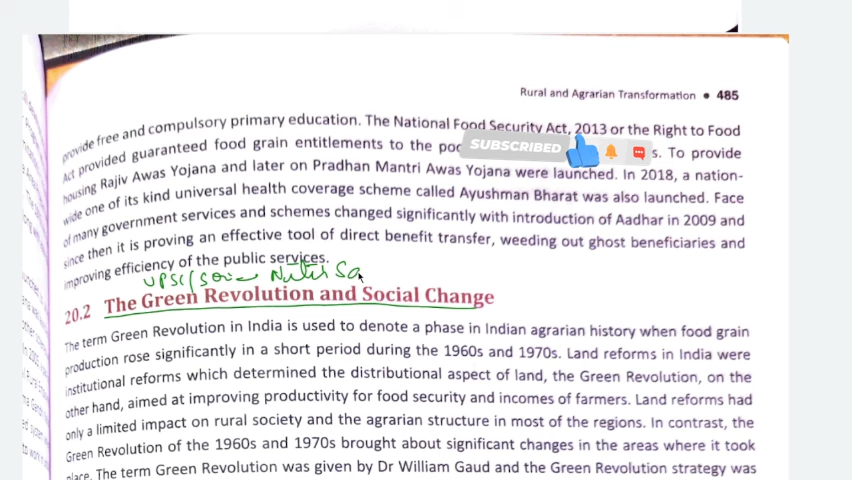 Rural and Agrarian Transformation • 485
provide free and compulsory primary education. The National Food Security Act, 2013 or the Right to Food
Act provided guaranteed food grain entitlements to the s. To provide
SUBSCRIBED
housing Rajiv Awas Yojana and later on Pradhan Mantri Awas Yojana were launched. In 2018, a nation-
wide one of its kind universal health coverage scheme called Ayushman Bharat was also launched. Face
of many government services and schemes changed significantly with introduction of Aadhar in 2009 and
since then it is proving an effective tool of direct benefit transfer, weeding out ghost beneficiaries and
improving efficiency of the public services.
UPSC/
20.2 The Green Revolution and Social Change
The term Green Revolution in India is used to denote a phase in Indian agrarian history when food grain
production rose significantly in a short period during the 1960s and 1970s. Land reforms in India were
institutional reforms which determined the distributional aspect of land, the Green Revolution, on the
other hand, aimed at improving productivity for food security and incomes of farmers. Land reforms had
only a limited impact on rural society and the agrarian structure in most of the regions. In contrast, the
Green Revolution of the 1960s and 1970s brought about significant changes in the areas where it took
place. The term Green Revolution was given by Dr William Gaud and the Green Revolution strategy was